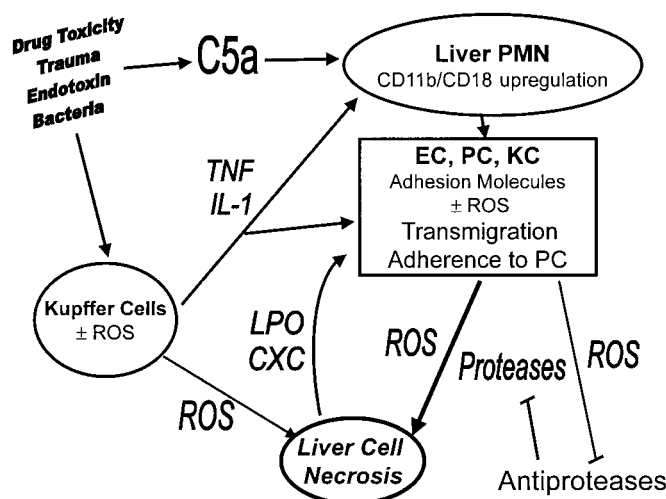 Drug Toxicity
Trauma
Endotoxin
Bacteria
C5a
Liver PMN
CD11b/CD18 upregulation
TNF
IL-1
EC, PC, KC
Adhesion Molecules
± ROS
Transmigration
Adherence to PC
Kupffer Cells
± ROS
LPO
CXC
ROS
Proteases
ROS
ROS
Liver Cell
Necrosis
Antiproteases